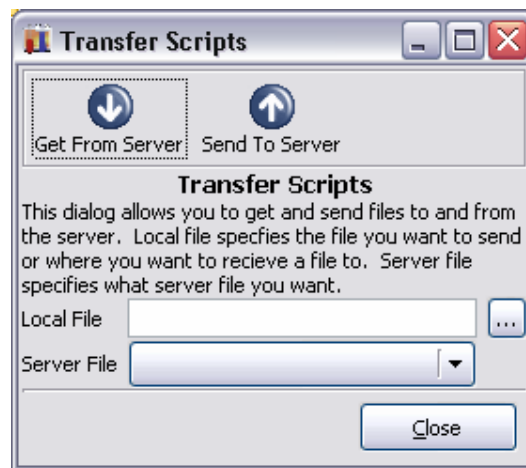 Transfer Scripts
Get From Server Send To Server
Transfer Scripts
This dialog allows you to get and send files to and from
the server. Local file specfies the file you want to send
or where you want to recieve a file to. Server file
specifies what server file you want.
Local File ...
Server File
Close